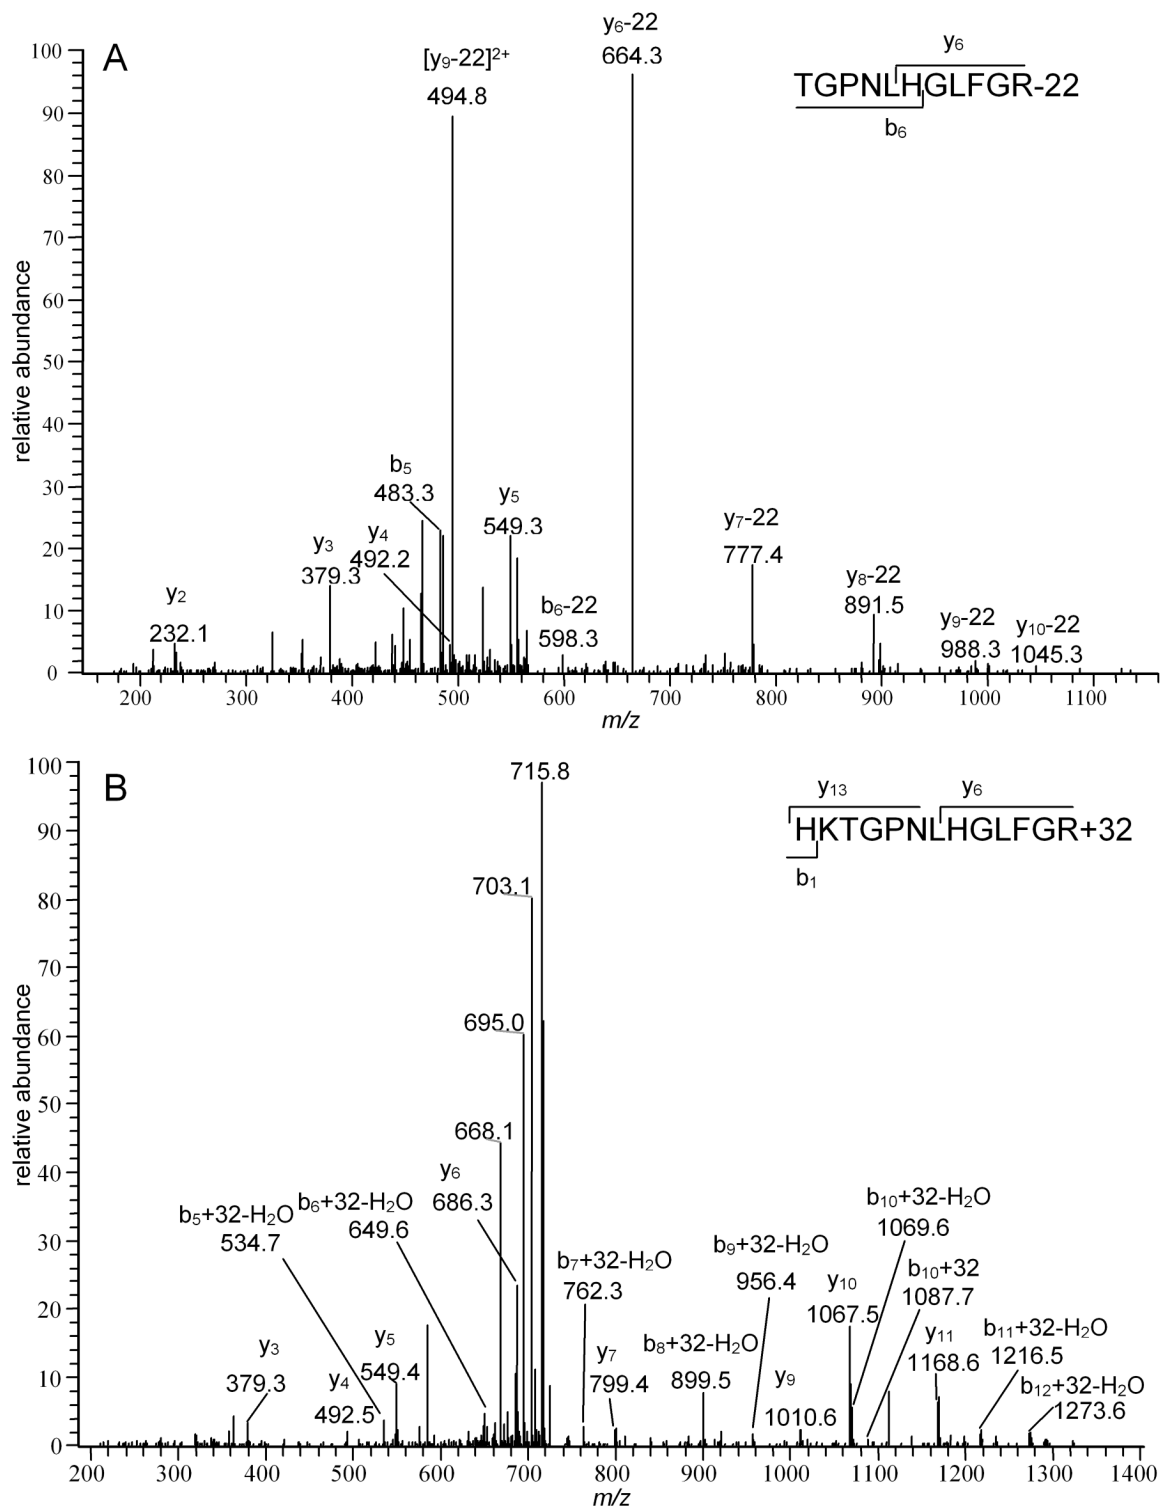 A
y₆-22
664.3
[y₉-22]²⁺
494.8
y₆
TGPNLHGLFGR-22
b₆
b₅
483.3
y₅
549.3
y₄
492.2
y₃
379.3
y₂
232.1
b₆-22
598.3
y₇-22
777.4
y₈-22
891.5
y₉-22
988.3
y₁₀-22
1045.3
relative abundance
100
90
80
70
60
50
40
30
20
10
0
200 300 400 500 600 700 800 900 1000 1100
m/z
B
715.8
703.1
695.0
668.1
y₁₃ y₆
HKTGPNLHGLFGR+32
b₁
y₆
686.3
b₅+32-H₂O
534.7
b₆+32-H₂O
649.6
b₇+32-H₂O
762.3
b₉+32-H₂O
956.4
b₁₀+32-H₂O
1069.6
b₁₀+32
1087.7
y₁₀
1067.5
y₁₁
1168.6
b₁₁+32-H₂O
1216.5
b₁₂+32-H₂O
1273.6
y₃
379.3
y₄
492.5
y₅
549.4
y₇
799.4
b₈+32-H₂O
899.5
y₉
1010.6
relative abundance
100
90
80
70
60
50
40
30
20
10
0
200 300 400 500 600 700 800 900 1000 1100 1200 1300 1400
m/z